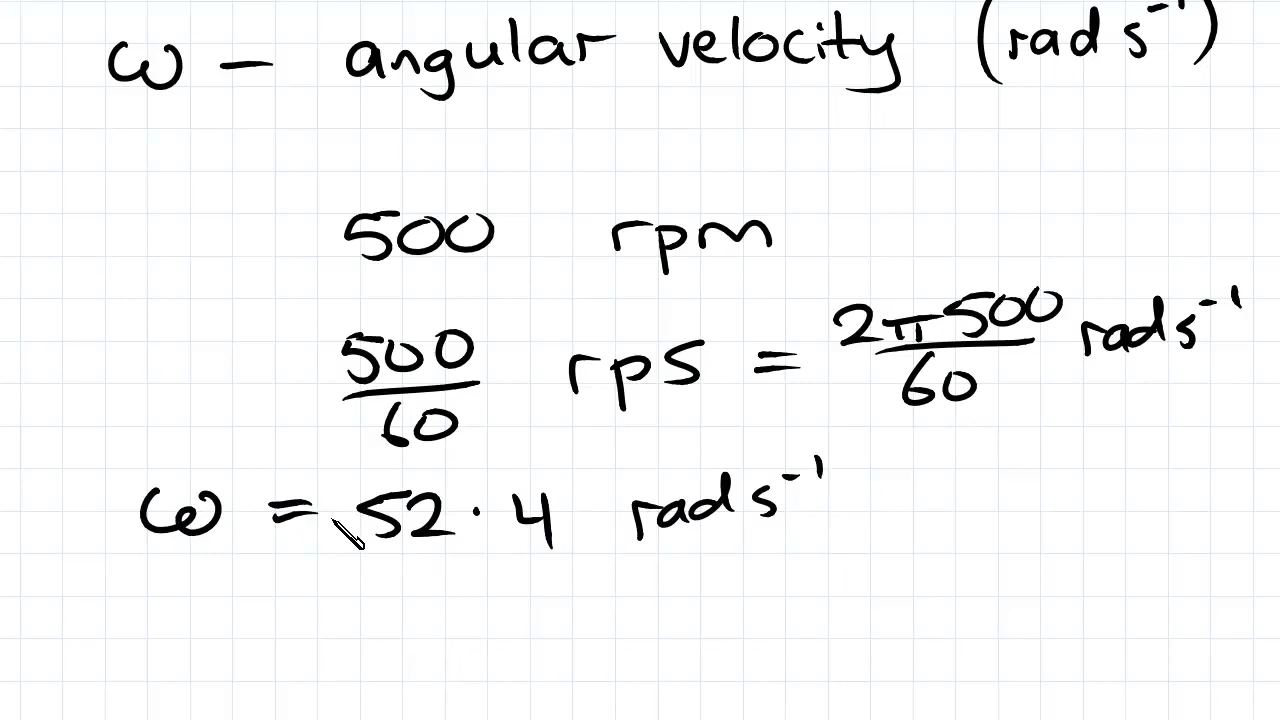 ω – angular velocity (rad s⁻¹)
500 rpm
500/60 rps = 2π500/60 rad s⁻¹
ω = 52·4 rad s⁻¹